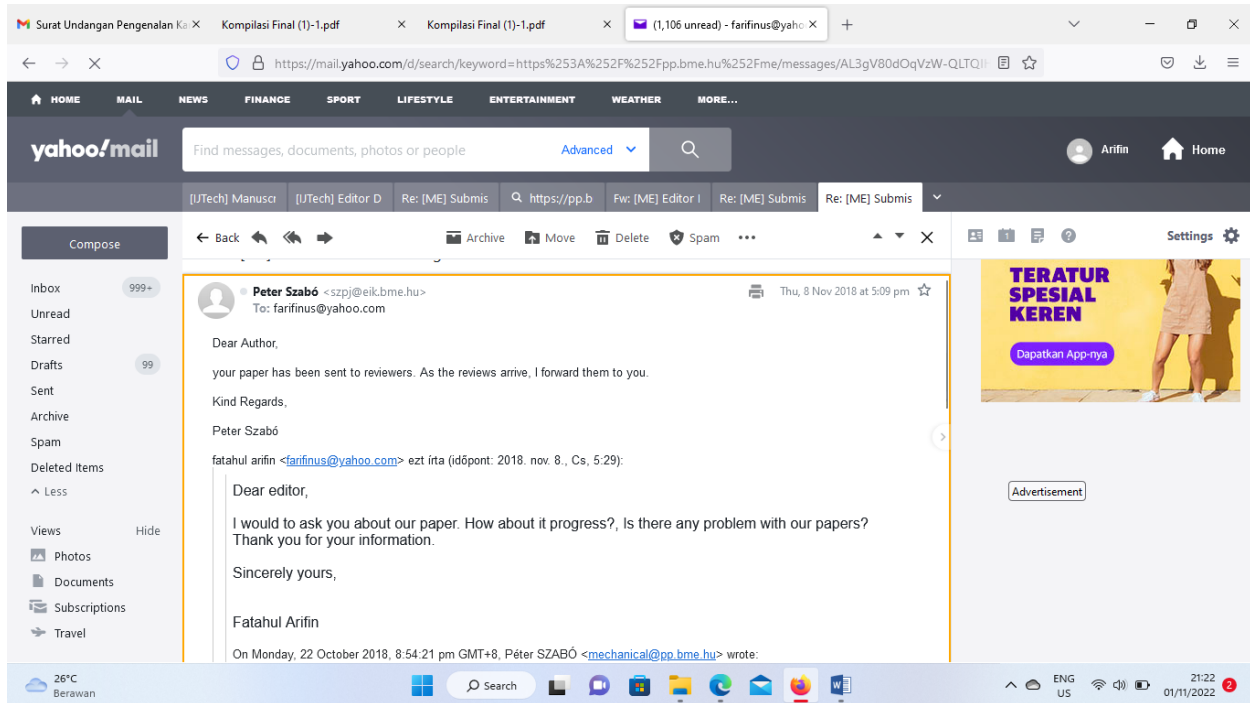 Surat Undangan Pengenalan Ka
Kompilasi Final (1)-1.pdf
Kompilasi Final (1)-1.pdf
(1,106 unread) - farifinus@yaho
https://mail.yahoo.com/d/search/keyword=https%253A%252F%252Fpp.bme.hu%252Fme/messages/AL3gV80dOqVzW-QLTQI
HOME MAIL NEWS FINANCE SPORT LIFESTYLE ENTERTAINMENT WEATHER MORE...
yahoo!mail
Find messages, documents, photos or people
Advanced
Arifin
Home
[IJTech] Manuscr
[IJTech] Editor D
Re: [ME] Submis
https://pp.b
Fw: [ME] Editor
Re: [ME] Submis
Re: [ME] Submis
Compose
Back
Archive Move Delete Spam
Settings
Inbox 999+
Unread
Starred
Drafts 99
Sent
Archive
Spam
Deleted Items
Less
Views Hide
Photos
Documents
Subscriptions
Travel
Peter Szabó <szpj@eik.bme.hu>
Thu, 8 Nov 2018 at 5:09 pm
To: farifinus@yahoo.com
Dear Author,
your paper has been sent to reviewers. As the reviews arrive, I forward them to you.
Kind Regards,
Peter Szabó
fatahul arifin <farifinus@yahoo.com> ezt írta (időpont: 2018. nov. 8., Cs, 5:29):
Dear editor,
I would to ask you about our paper. How about it progress?, Is there any problem with our papers?
Thank you for your information.
Sincerely yours,
Fatahul Arifin
On Monday, 22 October 2018, 8:54:21 pm GMT+8, Péter SZABÓ <mechanical@pp.bme.hu> wrote:
TERATUR
SPESIAL
KEREN
Dapatkan App-nya
Advertisement
26°C
Berawan
Search
ENG
US
21:22
01/11/2022
2